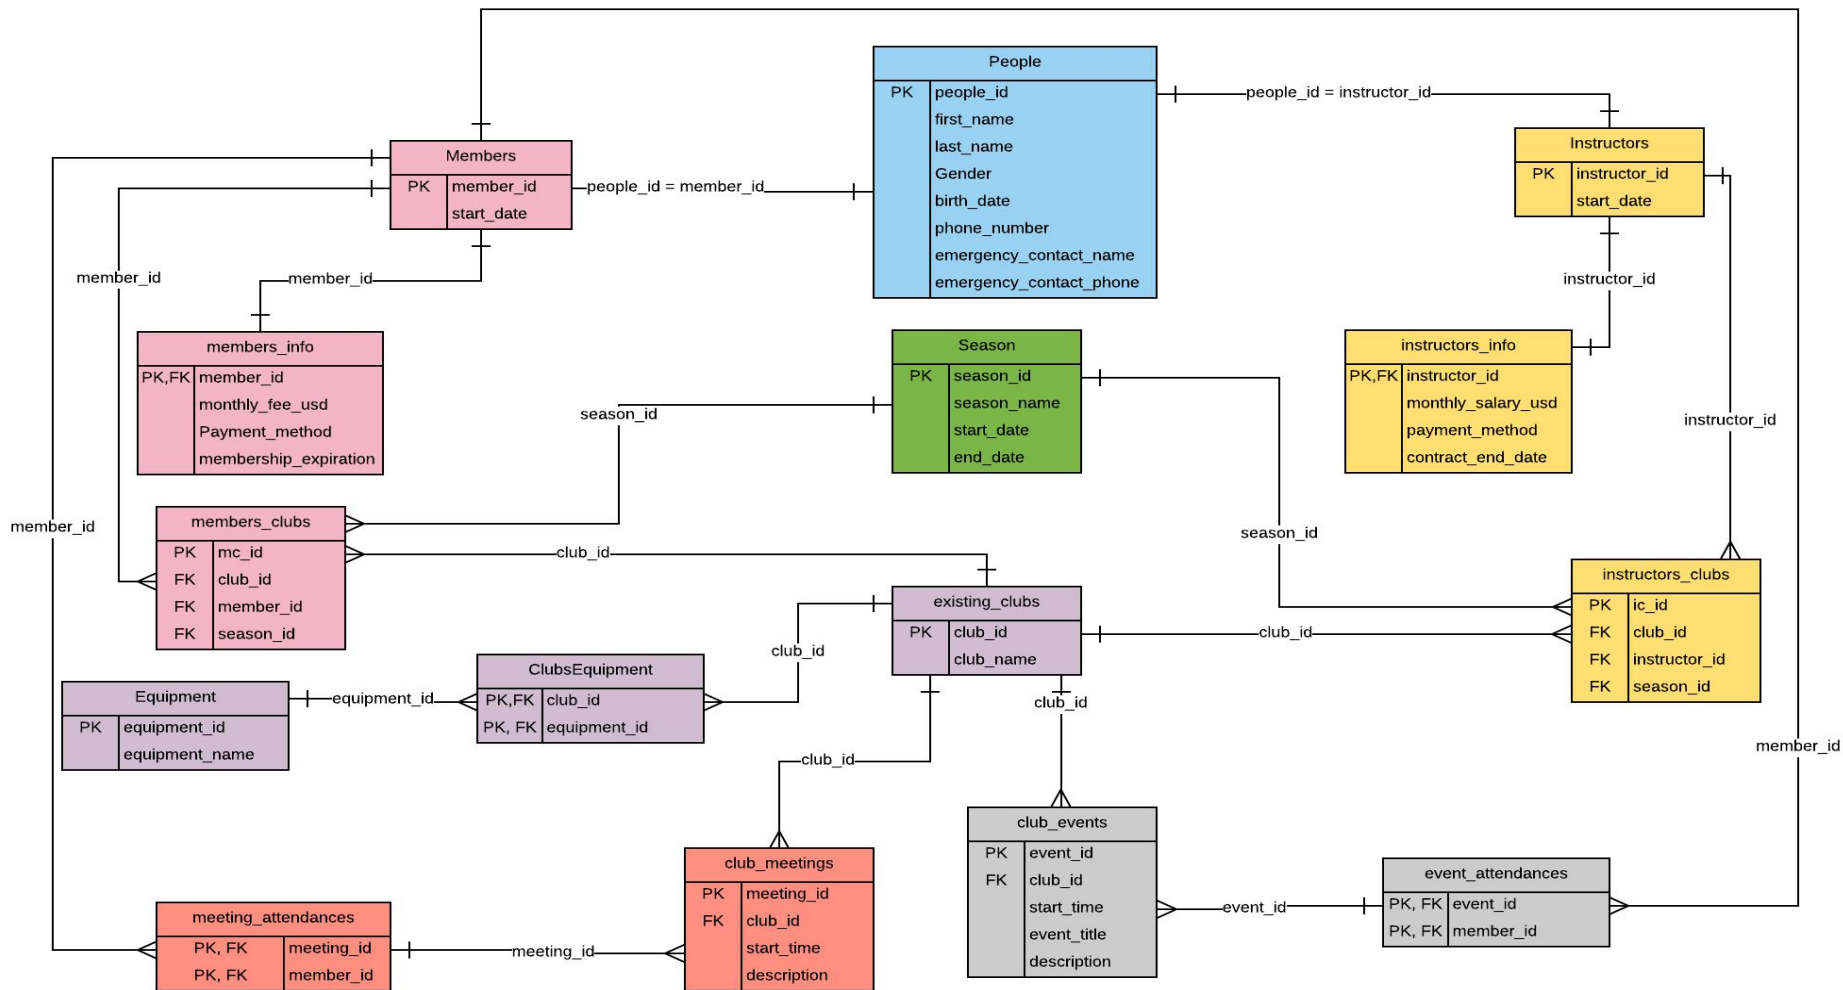 People
PK people_id
first_name
last_name
Gender
birth_date
phone_number
emergency_contact_name
emergency_contact_phone
people_id = instructor_id
Instructors
PK instructor_id
start_date
Members
PK member_id
start_date
people_id = member_id
member_id
member_id
instructor_id
members_info
PK,FK member_id
monthly_fee_usd
Payment_method
membership_expiration
Season
PK season_id
season_name
start_date
end_date
instructors_info
PK,FK instructor_id
monthly_salary_usd
payment_method
contract_end_date
season_id
instructor_id
member_id
members_clubs
PK mc_id
FK club_id
FK member_id
FK season_id
club_id
season_id
existing_clubs
PK club_id
club_name
club_id
instructors_clubs
PK ic_id
FK club_id
FK instructor_id
FK season_id
club_id
ClubsEquipment
PK,FK club_id
PK, FK equipment_id
equipment_id
Equipment
PK equipment_id
equipment_name
club_id
club_id
member_id
club_events
PK event_id
FK club_id
start_time
event_title
description
club_meetings
PK meeting_id
FK club_id
start_time
description
event_attendances
PK, FK event_id
PK, FK member_id
event_id
meeting_attendances
PK, FK meeting_id
PK, FK member_id
meeting_id